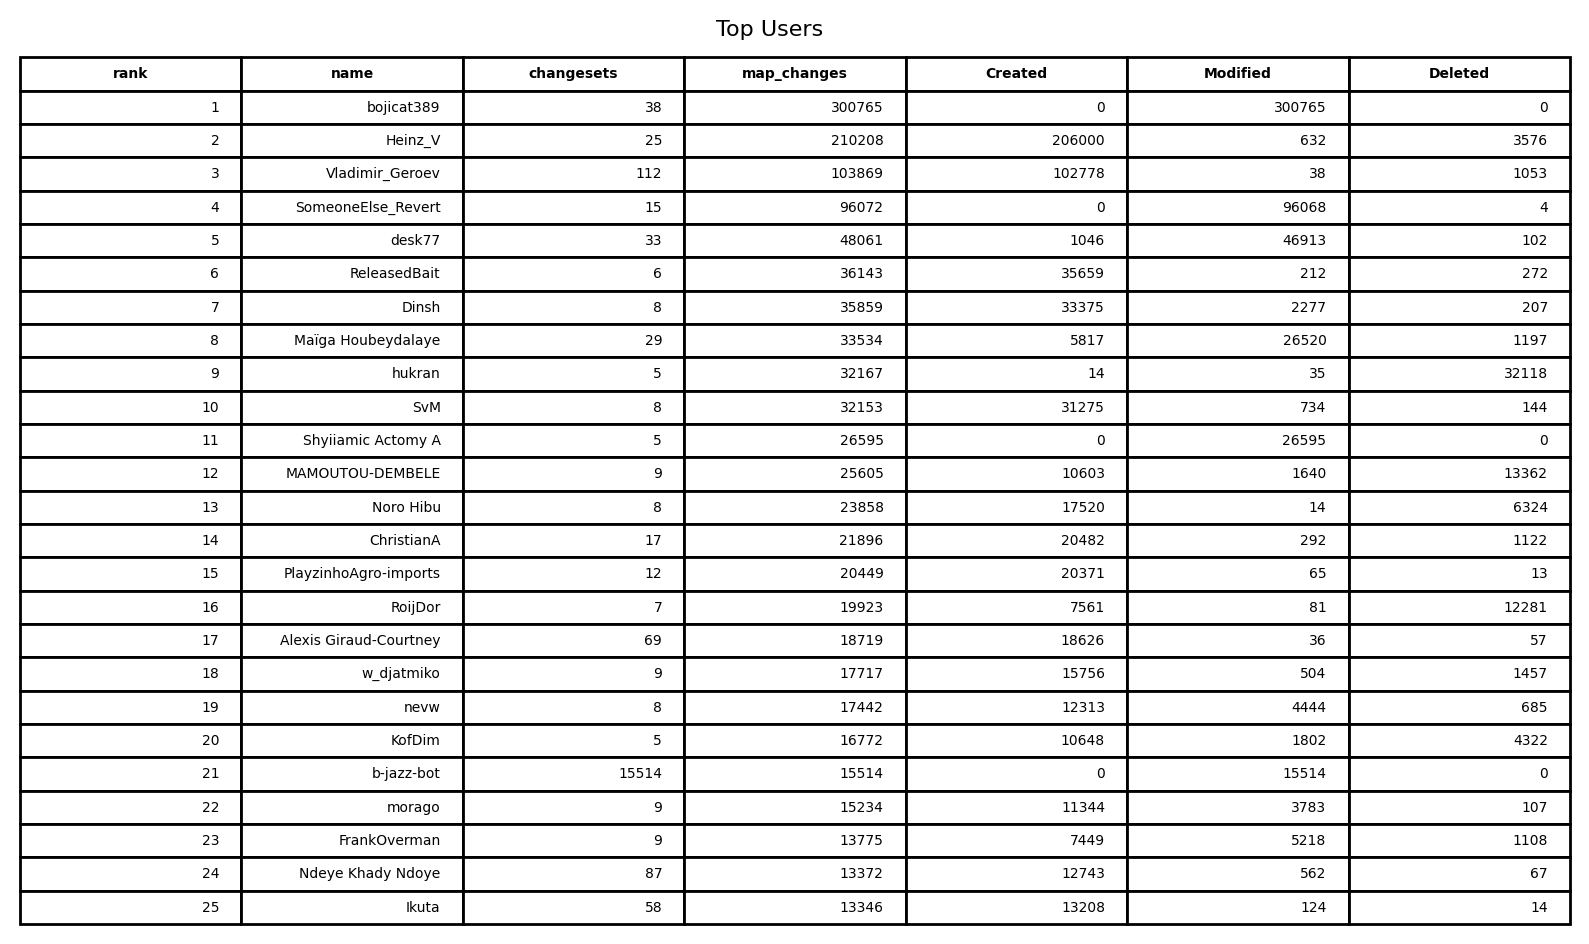 Top Users
rank name changesets map_changes Created Modified Deleted
1 bojicat389 38 300765 0 300765 0
2 Heinz_V 25 210208 206000 632 3576
3 Vladimir_Geroev 112 103869 102778 38 1053
4 SomeoneElse_Revert 15 96072 0 96068 4
5 desk77 33 48061 1046 46913 102
6 ReleasedBait 6 36143 35659 212 272
7 Dinsh 8 35859 33375 2277 207
8 Maïga Houbeydalaye 29 33534 5817 26520 1197
9 hukran 5 32167 14 35 32118
10 SvM 8 32153 31275 734 144
11 Shyiiamic Actomy A 5 26595 0 26595 0
12 MAMOUTOU-DEMBELE 9 25605 10603 1640 13362
13 Noro Hibu 8 23858 17520 14 6324
14 ChristianA 17 21896 20482 292 1122
15 PlayzinhoAgro-imports 12 20449 20371 65 13
16 RoijDor 7 19923 7561 81 12281
17 Alexis Giraud-Courtney 69 18719 18626 36 57
18 w_djatmiko 9 17717 15756 504 1457
19 nevw 8 17442 12313 4444 685
20 KofDim 5 16772 10648 1802 4322
21 b-jazz-bot 15514 15514 0 15514 0
22 morago 9 15234 11344 3783 107
23 FrankOverman 9 13775 7449 5218 1108
24 Ndeye Khady Ndoye 87 13372 12743 562 67
25 Ikuta 58 13346 13208 124 14